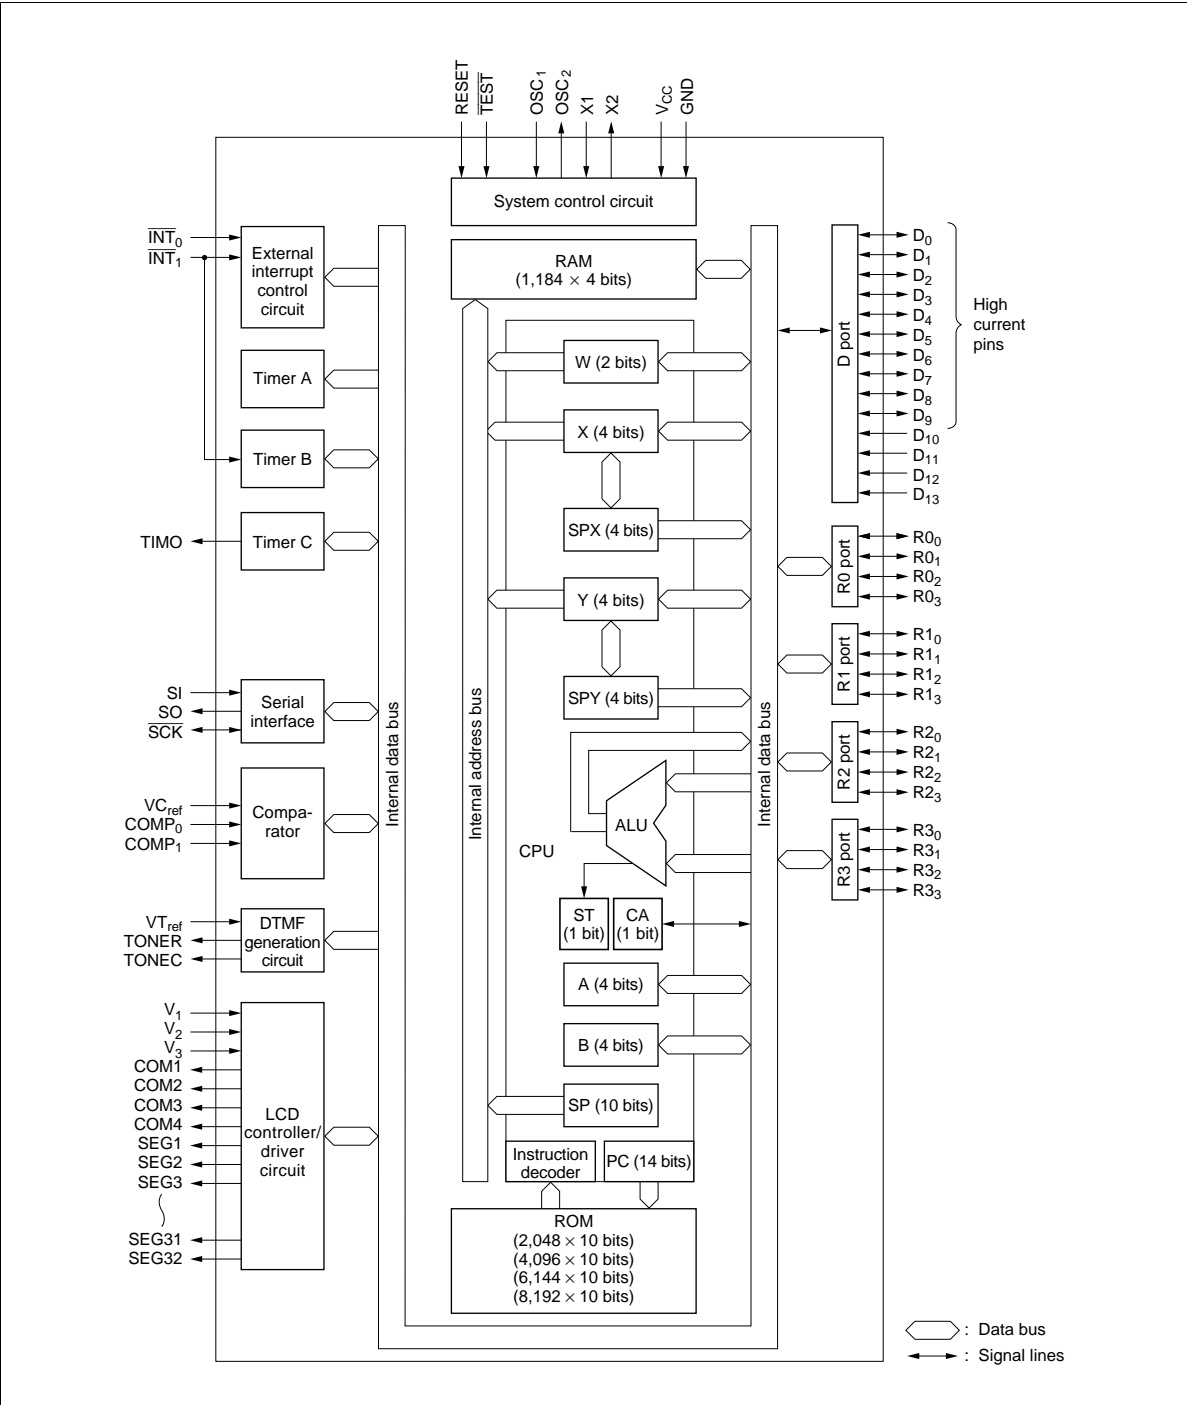 RESET
TEST
OSC1
OSC2
X1
X2
VCC
GND
System control circuit
INT0
INT1
External
interrupt
control
circuit
RAM
(1,184 × 4 bits)
D port
D0
D1
D2
D3
D4
D5
D6
D7
D8
D9
D10
D11
D12
D13
High
current
pins
Timer A
Timer B
TIMO
Timer C
W (2 bits)
X (4 bits)
SPX (4 bits)
Y (4 bits)
SPY (4 bits)
R0 port
R00
R01
R02
R03
R1 port
R10
R11
R12
R13
R2 port
R20
R21
R22
R23
R3 port
R30
R31
R32
R33
SI
SO
SCK
Serial
interface
Internal data bus
Internal address bus
Internal data bus
VCref
COMP0
COMP1
Compa-
rator
ALU
CPU
ST
(1 bit)
CA
(1 bit)
VTref
TONER
TONEC
DTMF
generation
circuit
A (4 bits)
B (4 bits)
SP (10 bits)
V1
V2
V3
COM1
COM2
COM3
COM4
SEG1
SEG2
SEG3
SEG31
SEG32
LCD
controller/
driver
circuit
Instruction
decoder
PC (14 bits)
ROM
(2,048 × 10 bits)
(4,096 × 10 bits)
(6,144 × 10 bits)
(8,192 × 10 bits)
: Data bus
: Signal lines